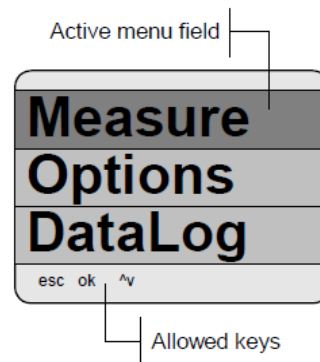 Active menu field
Measure
Options
DataLog
esc ok ^v
Allowed keys